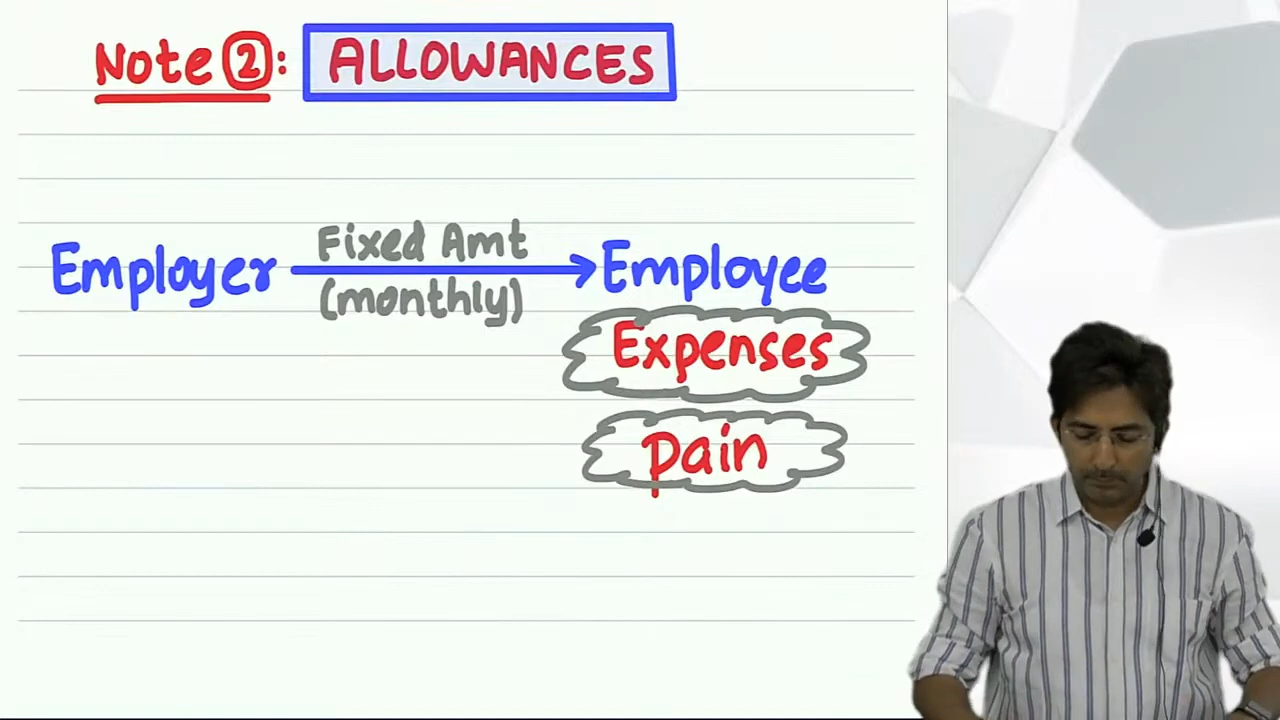 Note ②: ALLOWANCES
Fixed Amt
Employer → Employee
(monthly)
Expenses
Pain